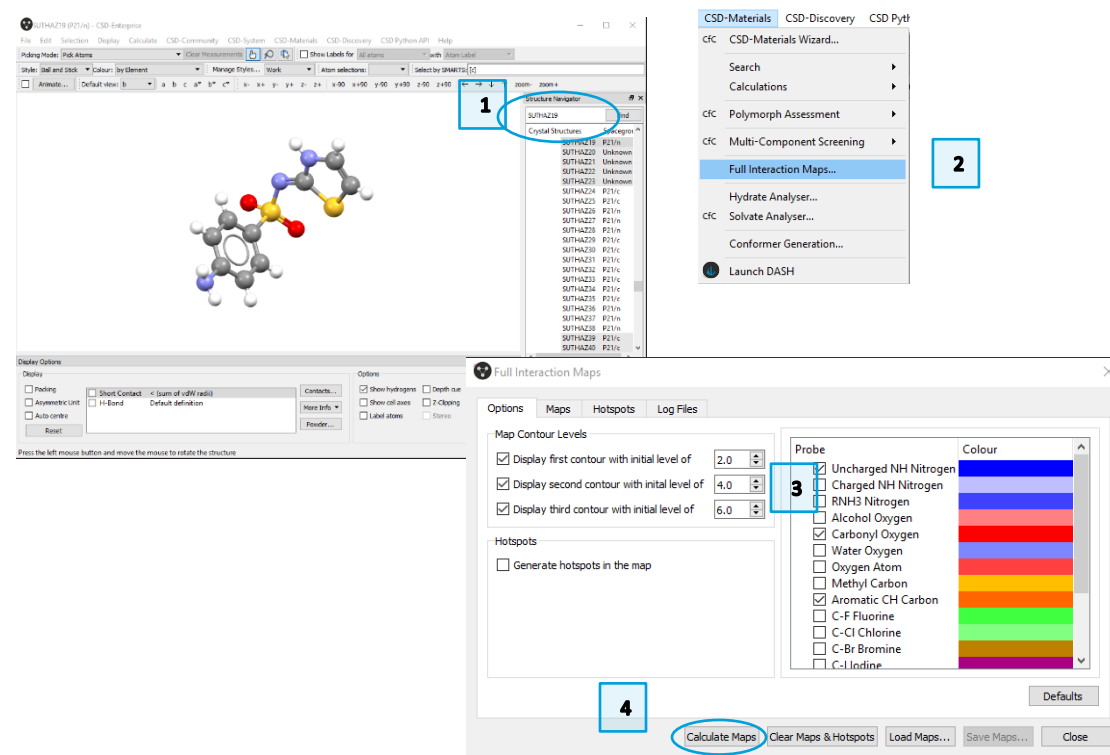 SUTHAZ19 (P21/n) - CSD-Enterprise
File Edit Selection Display Calculate CSD-Community CSD-System CSD-Materials CSD-Discovery CSD Python API Help
Picking Mode: Pick Atoms Clear Measurements Show Labels for All atoms with Atom Label
Style: Ball and Stick Colour: by Element Manage Styles... Work Atom selections: Select by SMARTS: [c]
Animate... Default view: b a b c a* b* c* x- x+ y- y+ z- z+ x-90 x+90 y-90 y+90 z-90 z+90 ← → ↓ zoom- zoom+
1
Structure Navigator
SUTHAZ19 Find
Crystal Structures Spacegrou
SUTHAZ19 P21/n
SUTHAZ20 Unknown
SUTHAZ21 Unknown
SUTHAZ22 Unknown
SUTHAZ23 Unknown
SUTHAZ24 P21/c
SUTHAZ25 P21/c
SUTHAZ26 P21/n
SUTHAZ27 P21/n
SUTHAZ28 P21/n
SUTHAZ29 P21/c
SUTHAZ30 P21/c
SUTHAZ31 P21/c
SUTHAZ32 P21/c
SUTHAZ33 P21/c
SUTHAZ34 P21/c
SUTHAZ35 P21/c
SUTHAZ36 P21/n
SUTHAZ37 P21/n
SUTHAZ38 P21/n
SUTHAZ39 P21/c
SUTHAZ40 P21/c
Display Options
Display
Packing
Asymmetric Unit
Auto centre
Reset
Short Contact < (sum of vdW radii)
H-Bond Default definition
Contacts...
More Info
Powder...
Options
Show hydrogens Depth cue
Show cell axes Z-Clipping
Label atoms Stereo
Press the left mouse button and move the mouse to rotate the structure
CSD-Materials CSD-Discovery CSD Pyth
CfC CSD-Materials Wizard...
Search
Calculations
CfC Polymorph Assessment
CfC Multi-Component Screening
Full Interaction Maps...
Hydrate Analyser...
CfC Solvate Analyser...
Conformer Generation...
Launch DASH
2
Full Interaction Maps
Options Maps Hotspots Log Files
Map Contour Levels
Display first contour with initial level of 2.0
Display second contour with inital level of 4.0
Display third contour with initial level of 6.0
Hotspots
Generate hotspots in the map
3
Probe Colour
Uncharged NH Nitrogen
Charged NH Nitrogen
RNH3 Nitrogen
Alcohol Oxygen
Carbonyl Oxygen
Water Oxygen
Oxygen Atom
Methyl Carbon
Aromatic CH Carbon
C-F Fluorine
C-Cl Chlorine
C-Br Bromine
C-I Iodine
Defaults
4
Calculate Maps Clear Maps & Hotspots Load Maps... Save Maps... Close